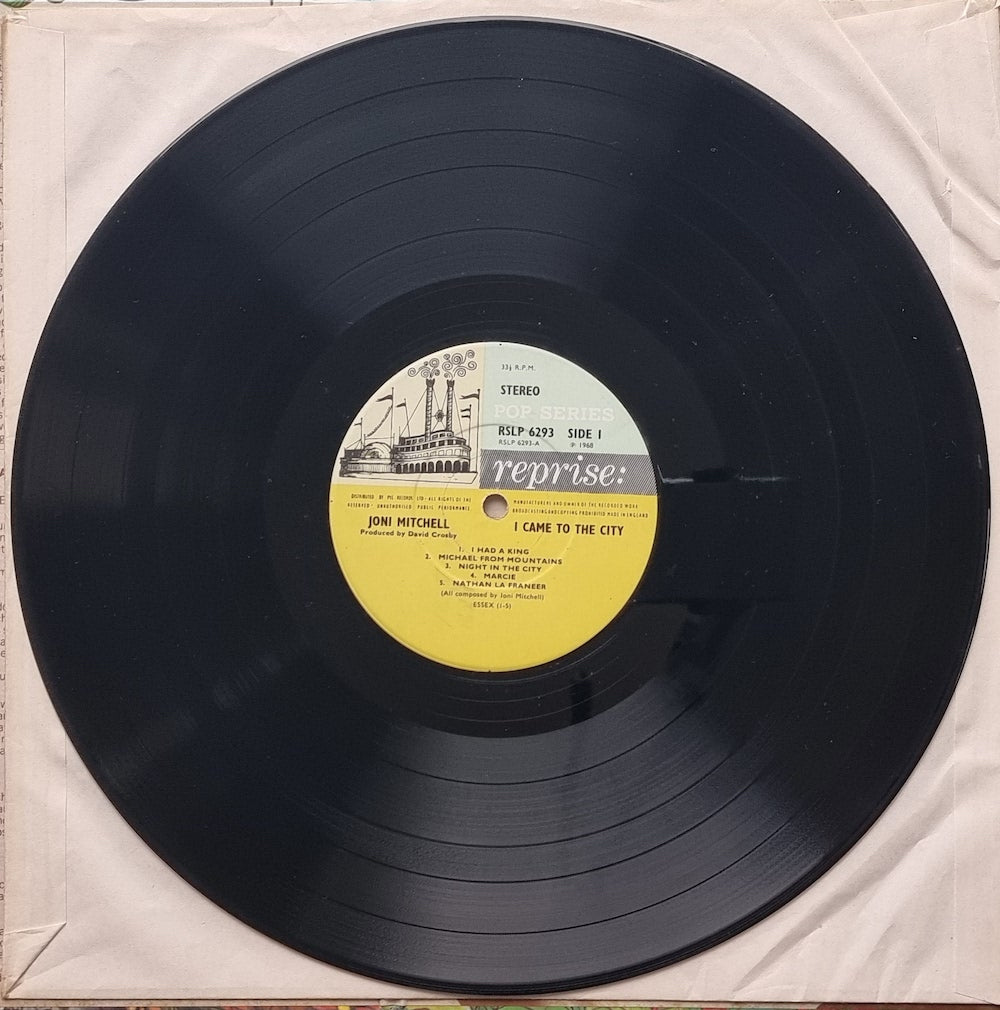 33⅓ R.P.M.
STEREO
POP SERIES
RSLP 6293 SIDE 1
RSLP 6293-A ℗ 1968
reprise:
DISTRIBUTED BY PYE RECORDS LTD·ALL RIGHTS OF THE MANUFACTURERS AND OWNER OF THE RECORDED WORK
RESERVED· UNAUTHORISED PUBLIC PERFORMANCE, BROADCASTING AND COPYING PROHIBITED MADE IN ENGLAND
JONI MITCHELL I CAME TO THE CITY
Produced by David Crosby
1. I HAD A KING
2. MICHAEL FROM MOUNTAINS
3. NIGHT IN THE CITY
4. MARCIE
5. NATHAN LA FRANEER
(All composed by Joni Mitchell)
ESSEX (1-5)